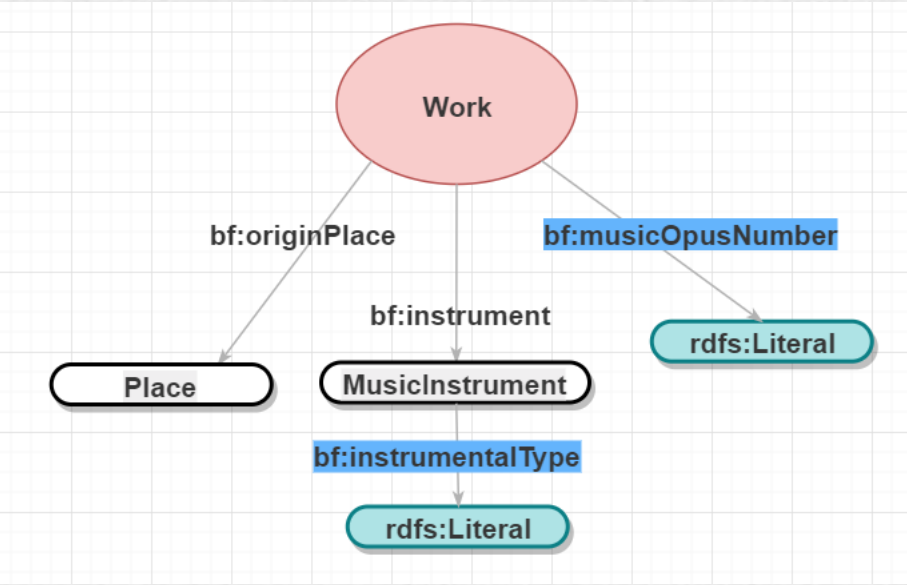 Work
bf:originPlace
bf:musicOpusNumber
bf:instrument
rdfs:Literal
Place
MusicInstrument
bf:instrumentalType
rdfs:Literal